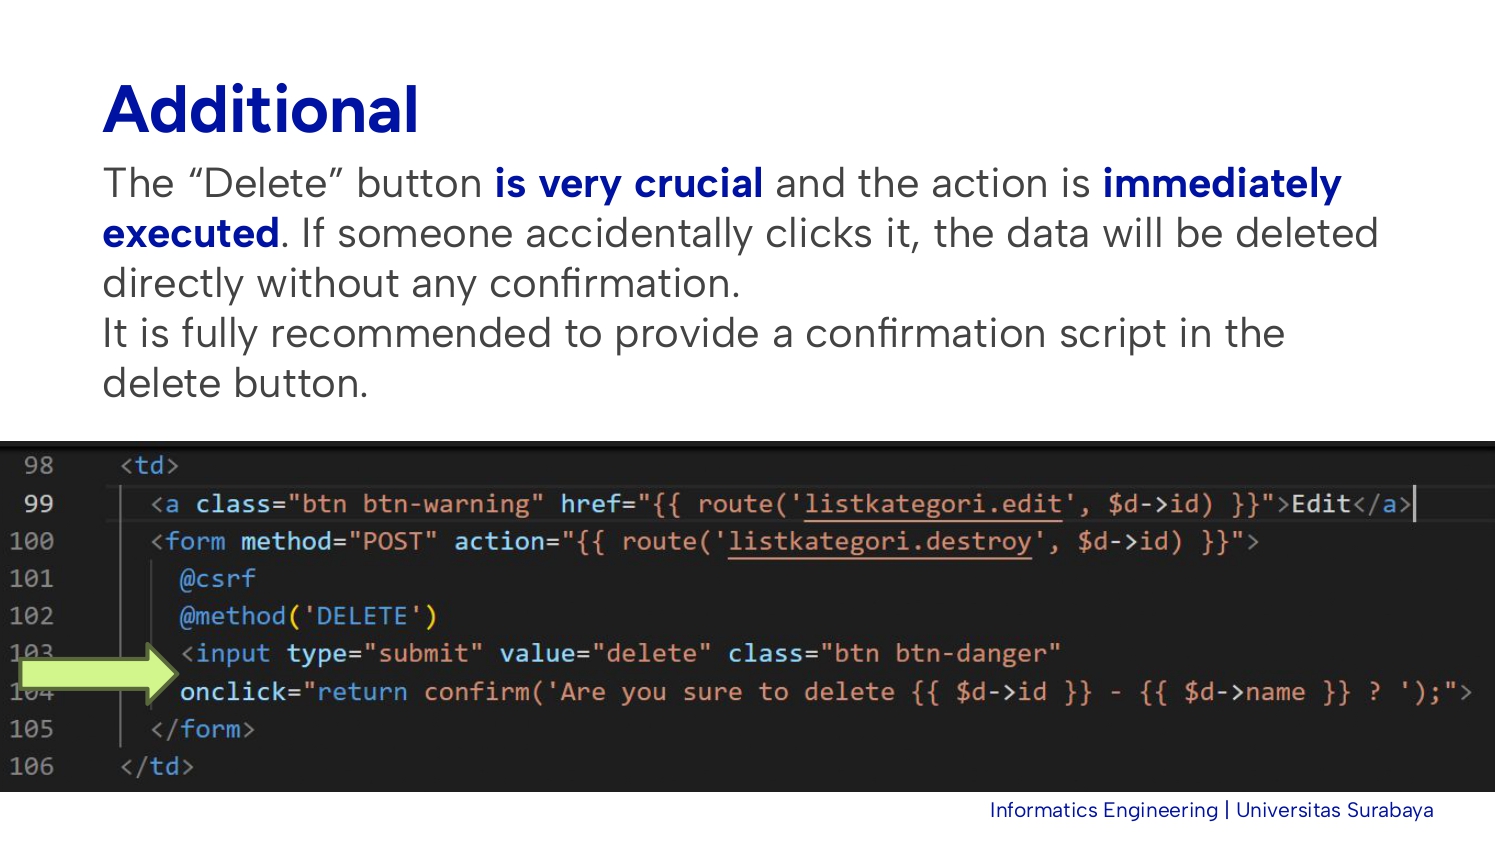 Additional
The “Delete” button is very crucial and the action is immediately
executed. If someone accidentally clicks it, the data will be deleted
directly without any confirmation.
It is fully recommended to provide a confirmation script in the
delete button.
98 <td>
99 <a class="btn btn-warning" href="{{ route('listkategori.edit', $d->id) }}">Edit</a>
100 <form method="POST" action="{{ route('listkategori.destroy', $d->id) }}">
101 @csrf
102 @method('DELETE')
103 <input type="submit" value="delete" class="btn btn-danger"
104 onclick="return confirm('Are you sure to delete {{ $d->id }} - {{ $d->name }} ? ');">
105 </form>
106 </td>
Informatics Engineering | Universitas Surabaya